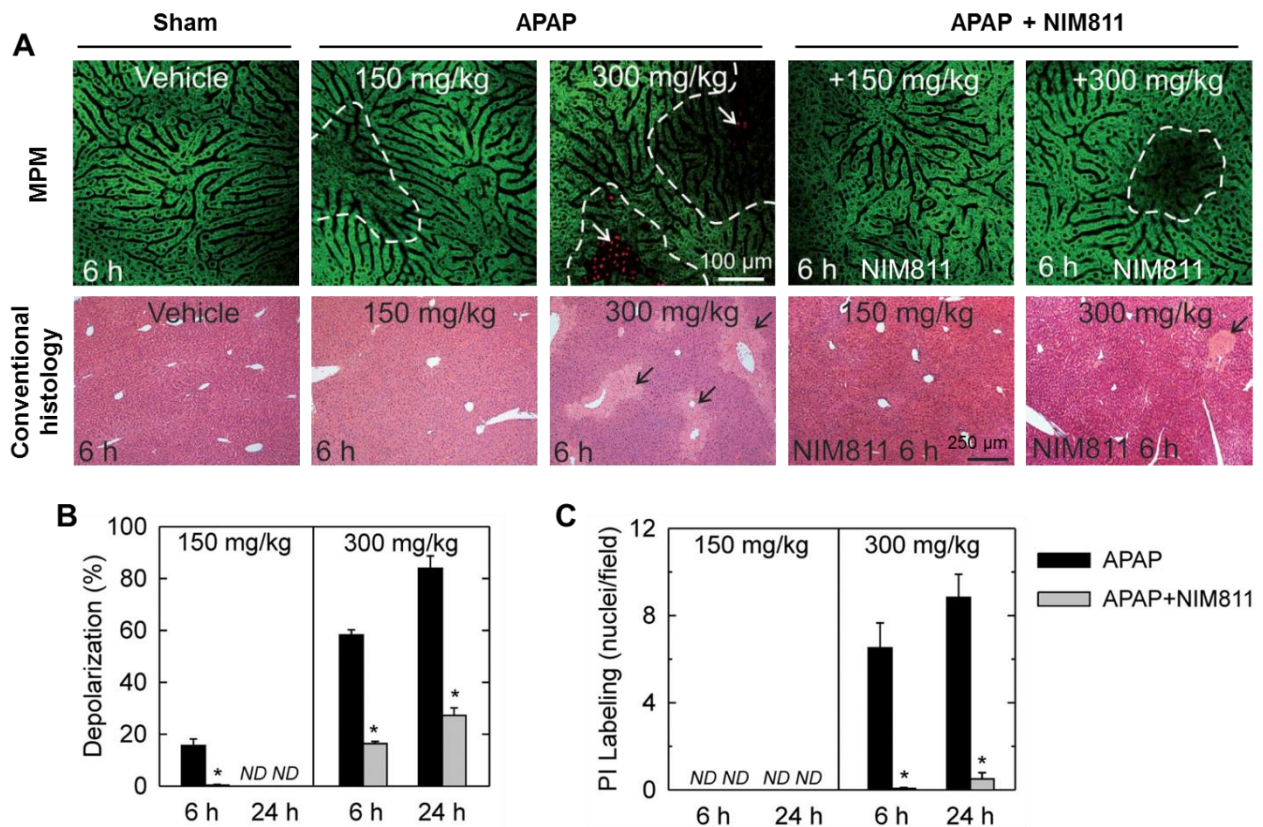 Sham
APAP
APAP + NIM811
A
MPM
Vehicle
6 h
150 mg/kg
300 mg/kg
100 µm
+150 mg/kg
6 h
NIM811
+300 mg/kg
6 h
NIM811
Conventional
histology
Vehicle
6 h
150 mg/kg
6 h
300 mg/kg
6 h
150 mg/kg
NIM811 6 h
250 µm
300 mg/kg
NIM811 6 h
B
Depolarization (%)
100
80
60
40
20
0
150 mg/kg
300 mg/kg
*
ND ND
*
*
6 h
24 h
6 h
24 h
C
PI Labeling (nuclei/field)
12
8
4
0
150 mg/kg
300 mg/kg
ND ND
ND ND
*
*
6 h
24 h
6 h
24 h
APAP
APAP+NIM811